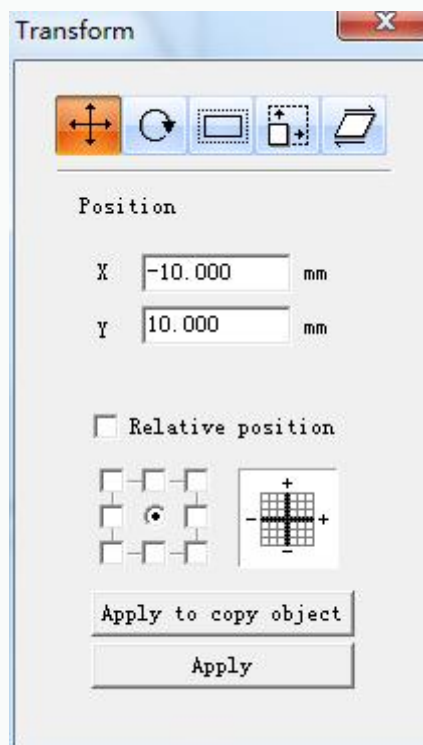 Transform
Position
X -10.000 mm
Y 10.000 mm
Relative position
+
- +
-
Apply to copy object
Apply